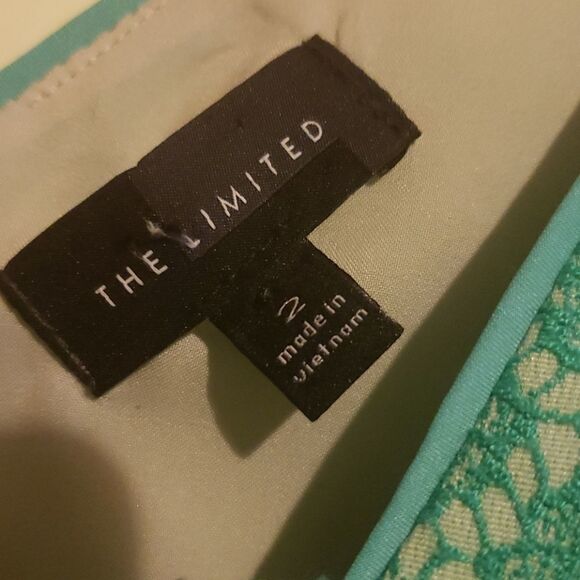 THE LIMITED
2
made in
vietnam